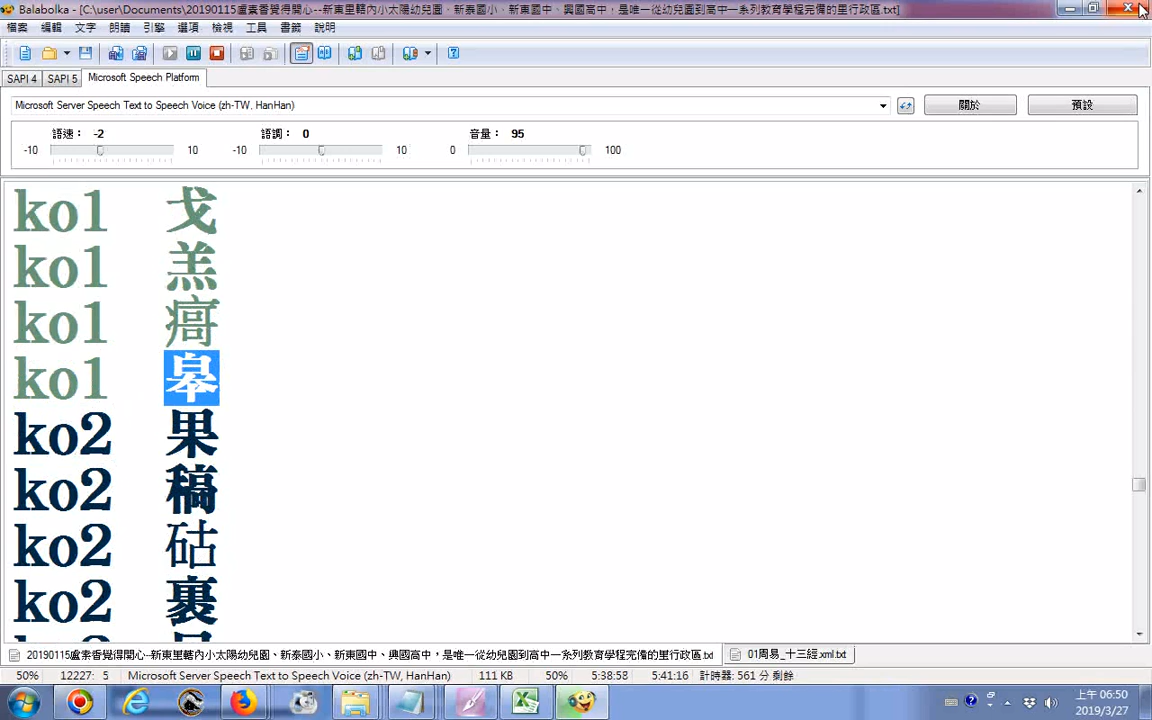 Balabolka - [C:\user\Documents\20190115盧索香覺得開心--新東里轄內小太陽幼兒園、新泰國小、新東國中、興國高中，是唯一從幼兒園到高中一系列教育學程完備的里行政區.txt]
檔案 編輯 文字 朗讀 引擎 選項 檢視 工具 書籤 說明
SAPI 4 SAPI 5 Microsoft Speech Platform
Microsoft Server Speech Text to Speech Voice (zh-TW, HanHan) 關於 預設
語速： -2 語調： 0 音量： 95
-10 10 -10 10 0 100
ko1 戈
ko1 羔
ko1 癘
ko1 皋
ko2 果
ko2 稿
ko2 砝
ko2 裹
20190115盧索香覺得開心--新東里轄內小太陽幼兒園、新泰國小、新東國中、興國高中，是唯一從幼兒園到高中一系列教育學程完備的里行政區.txt 01周易_十三經.xml.txt
50% 12227: 5 Microsoft Server Speech Text to Speech Voice (zh-TW, HanHan) 111 KB 50% 5:38:58 5:41:16 計時器: 561 分 剩餘
上午 06:50
2019/3/27